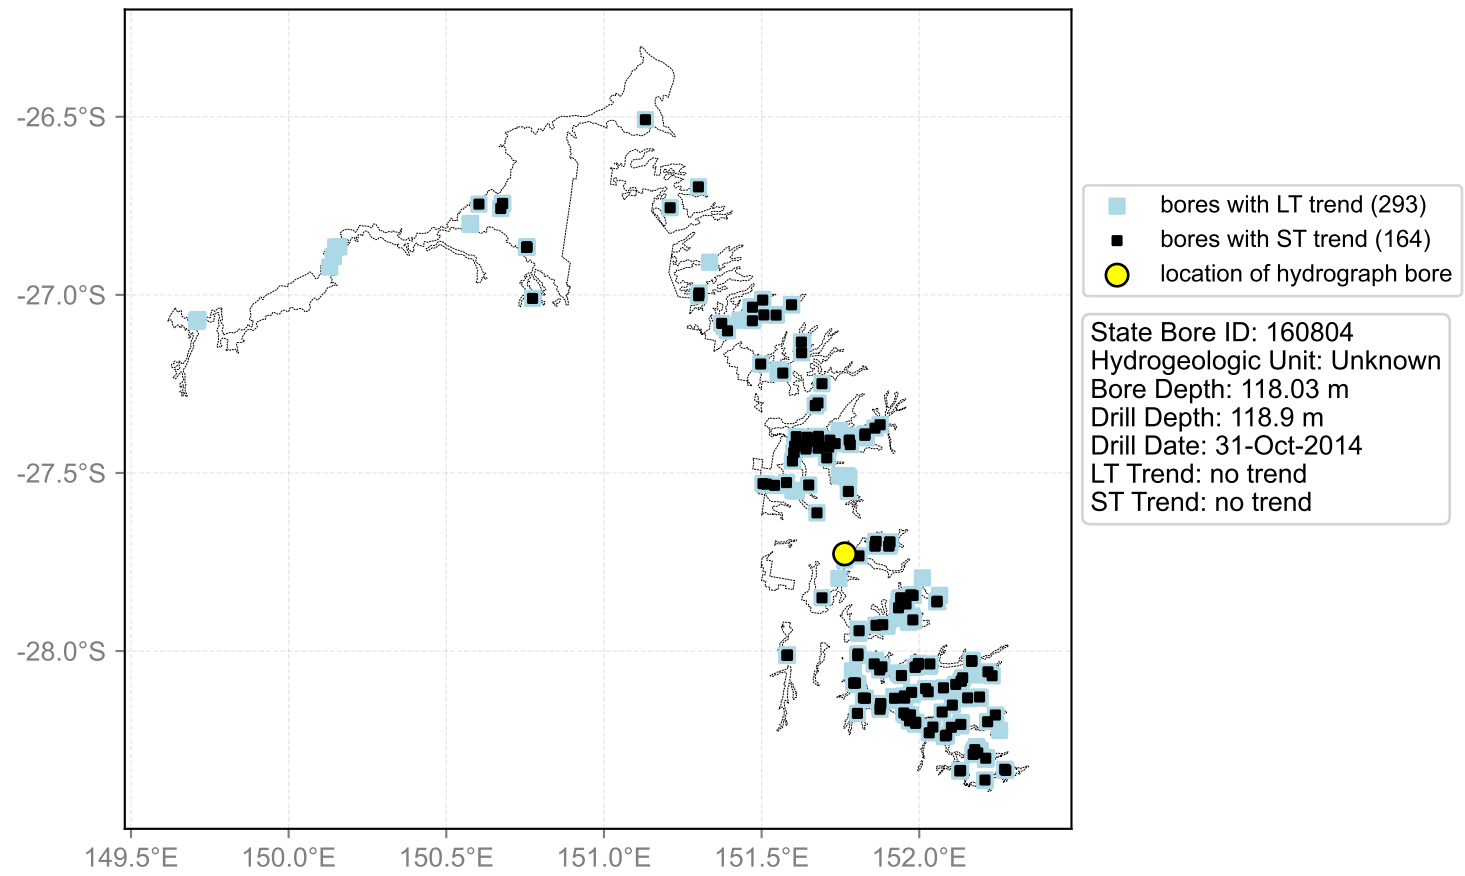 -26.5°S
-27.0°S
-27.5°S
-28.0°S
149.5°E
150.0°E
150.5°E
151.0°E
151.5°E
152.0°E
bores with LT trend (293)
bores with ST trend (164)
location of hydrograph bore
State Bore ID: 160804
Hydrogeologic Unit: Unknown
Bore Depth: 118.03 m
Drill Depth: 118.9 m
Drill Date: 31-Oct-2014
LT Trend: no trend
ST Trend: no trend